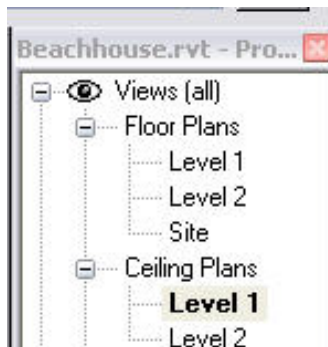 Beachhouse.rvt - Pro...
Views (all)
Floor Plans
Level 1
Level 2
Site
Ceiling Plans
Level 1
Level 2